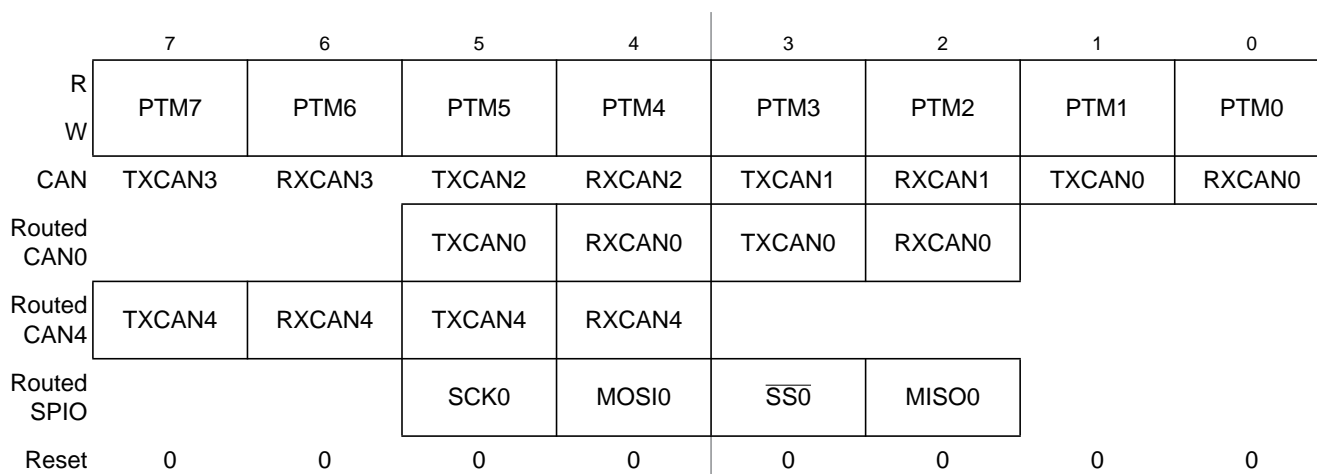 7 6 5 4 3 2 1 0
R
W
PTM7 PTM6 PTM5 PTM4 PTM3 PTM2 PTM1 PTM0
CAN TXCAN3 RXCAN3 TXCAN2 RXCAN2 TXCAN1 RXCAN1 TXCAN0 RXCAN0
Routed
CAN0
TXCAN0 RXCAN0 TXCAN0 RXCAN0
Routed
CAN4
TXCAN4 RXCAN4 TXCAN4 RXCAN4
Routed
SPIO
SCK0 MOSI0 S̅S̅0̅ MISO0
Reset 0 0 0 0 0 0 0 0